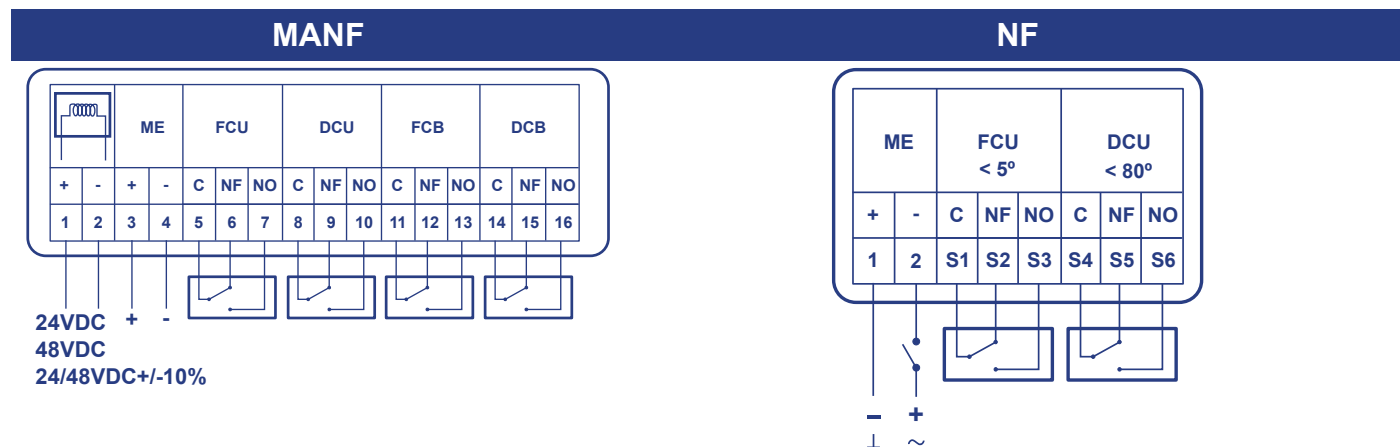 MANF
ME FCU DCU FCB DCB
+ - + - C NF NO C NF NO C NF NO C NF NO
1 2 3 4 5 6 7 8 9 10 11 12 13 14 15 16
24VDC + -
48VDC
24/48VDC+/-10%
NF
ME FCU DCU
< 5º < 80º
+ - C NF NO C NF NO
1 2 S1 S2 S3 S4 S5 S6
- +
⊥ ~